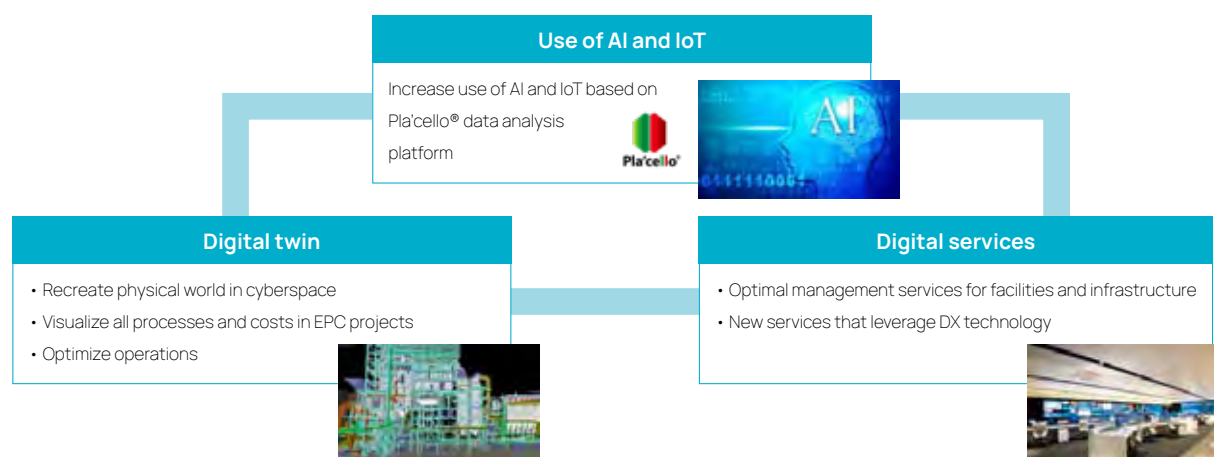 Use of AI and IoT
Increase use of AI and IoT based on
Pla'cello® data analysis
platform
Pla'cello®
AI
Digital twin
• Recreate physical world in cyberspace
• Visualize all processes and costs in EPC projects
• Optimize operations
Digital services
• Optimal management services for facilities and infrastructure
• New services that leverage DX technology